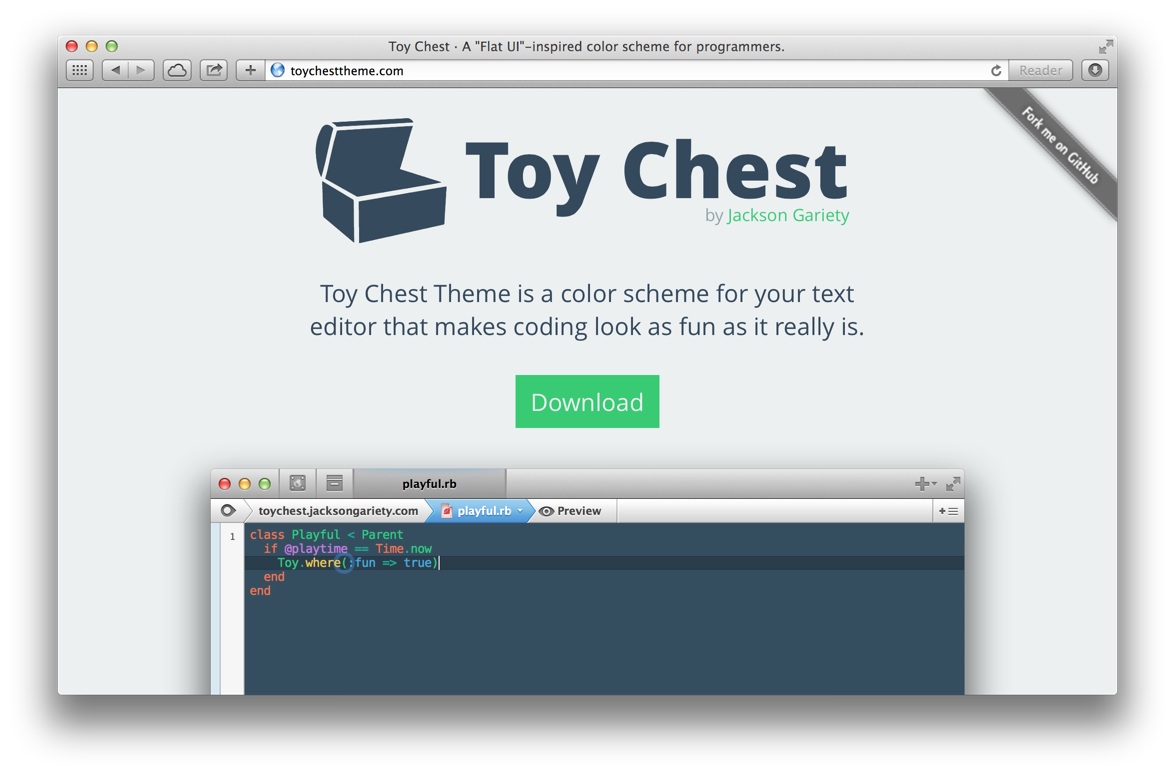 Toy Chest · A "Flat UI"-inspired color scheme for programmers.
toychesttheme.com
Reader
Fork me on GitHub
Toy Chest
by Jackson Gariety
Toy Chest Theme is a color scheme for your text
editor that makes coding look as fun as it really is.
Download
playful.rb
toychest.jacksongariety.com
playful.rb
Preview
1
class Playful < Parent
if @playtime == Time.now
Toy.where(:fun => true)
end
end